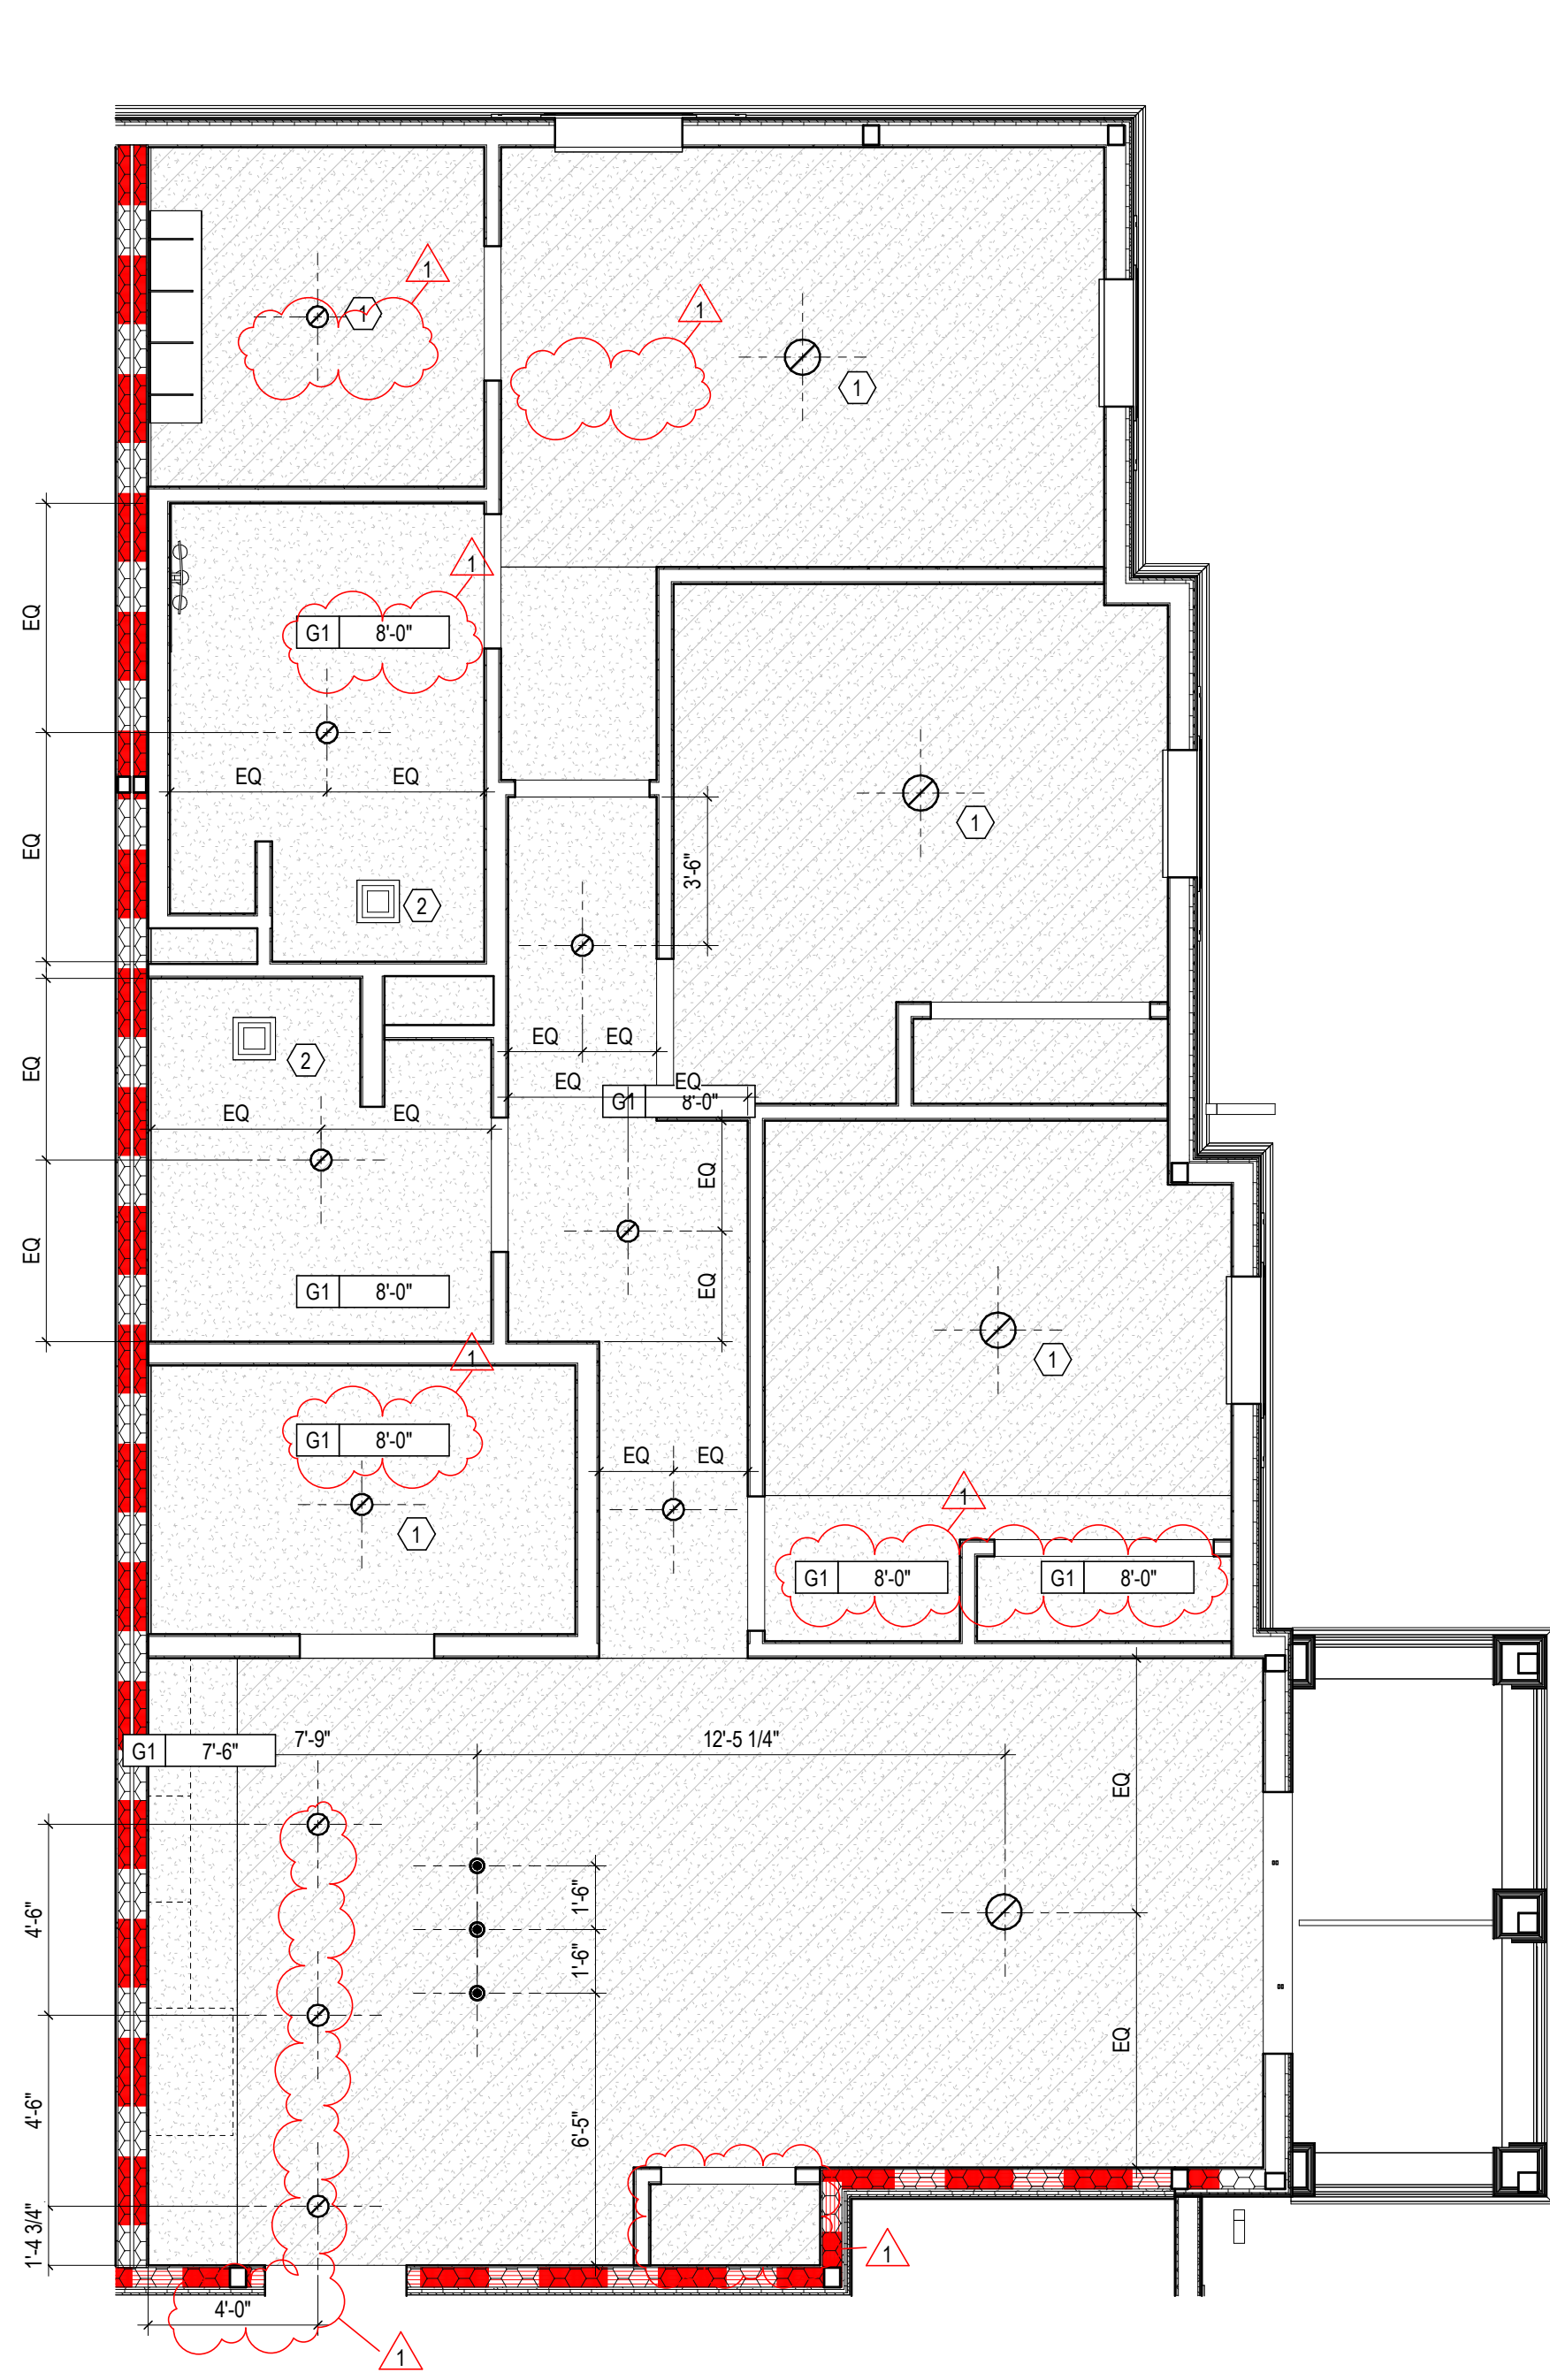 1
1
1
1
1
EQ
G1 8'-0"
EQ EQ
1
EQ
3'-6"
2
EQ
EQ EQ
2
EQ EQ
G1 8'-0"
EQ EQ
EQ
EQ
EQ
G1 8'-0"
1
1
G1 8'-0"
EQ EQ
1
1
G1 8'-0"
G1 8'-0"
G1 7'-6"
7'-9"
12'-5 1/4"
EQ
4'-6"
1'-6"
1'-6"
EQ
4'-6"
6'-5"
1'-4 3/4"
1
4'-0"
1